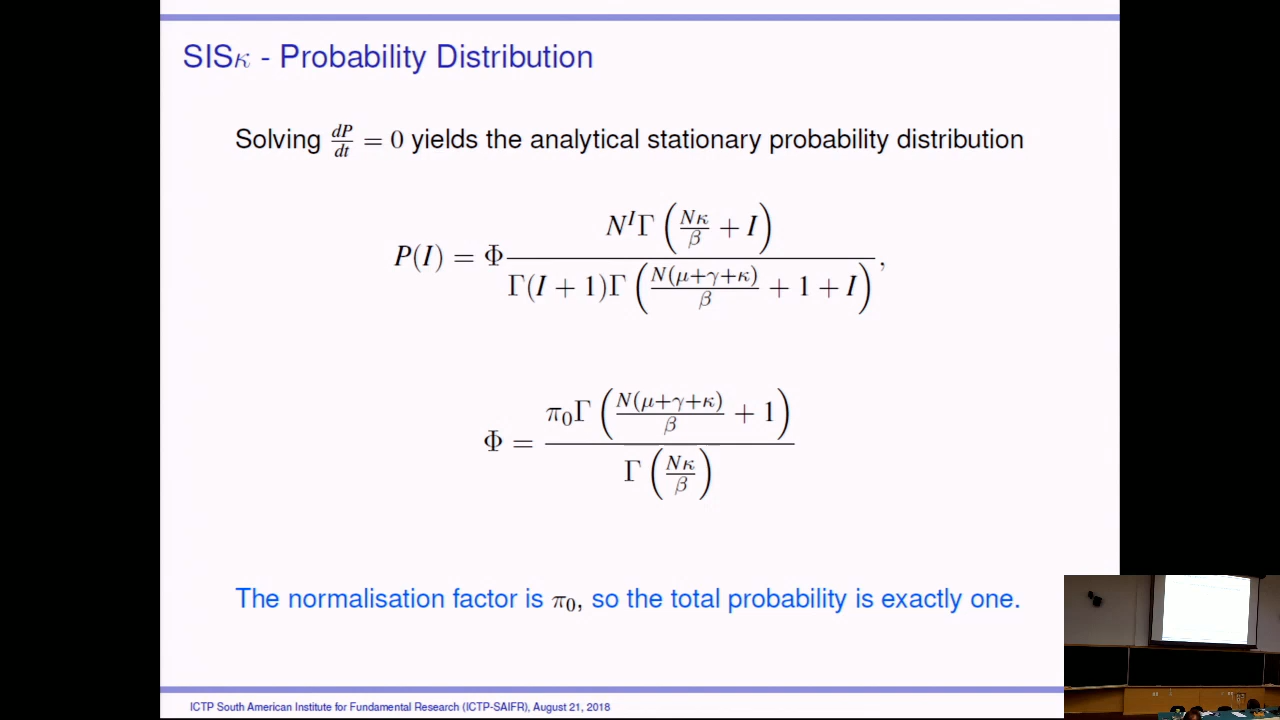 SISκ - Probability Distribution
Solving dP/dt = 0 yields the analytical stationary probability distribution
P(I) = Φ N^I Γ(Nκ/β + I) / Γ(I + 1)Γ(N(μ+γ+κ)/β + 1 + I),
Φ = π₀Γ(N(μ+γ+κ)/β + 1) / Γ(Nκ/β)
The normalisation factor is π₀, so the total probability is exactly one.
ICTP South American Institute for Fundamental Research (ICTP-SAIFR), August 21, 2018